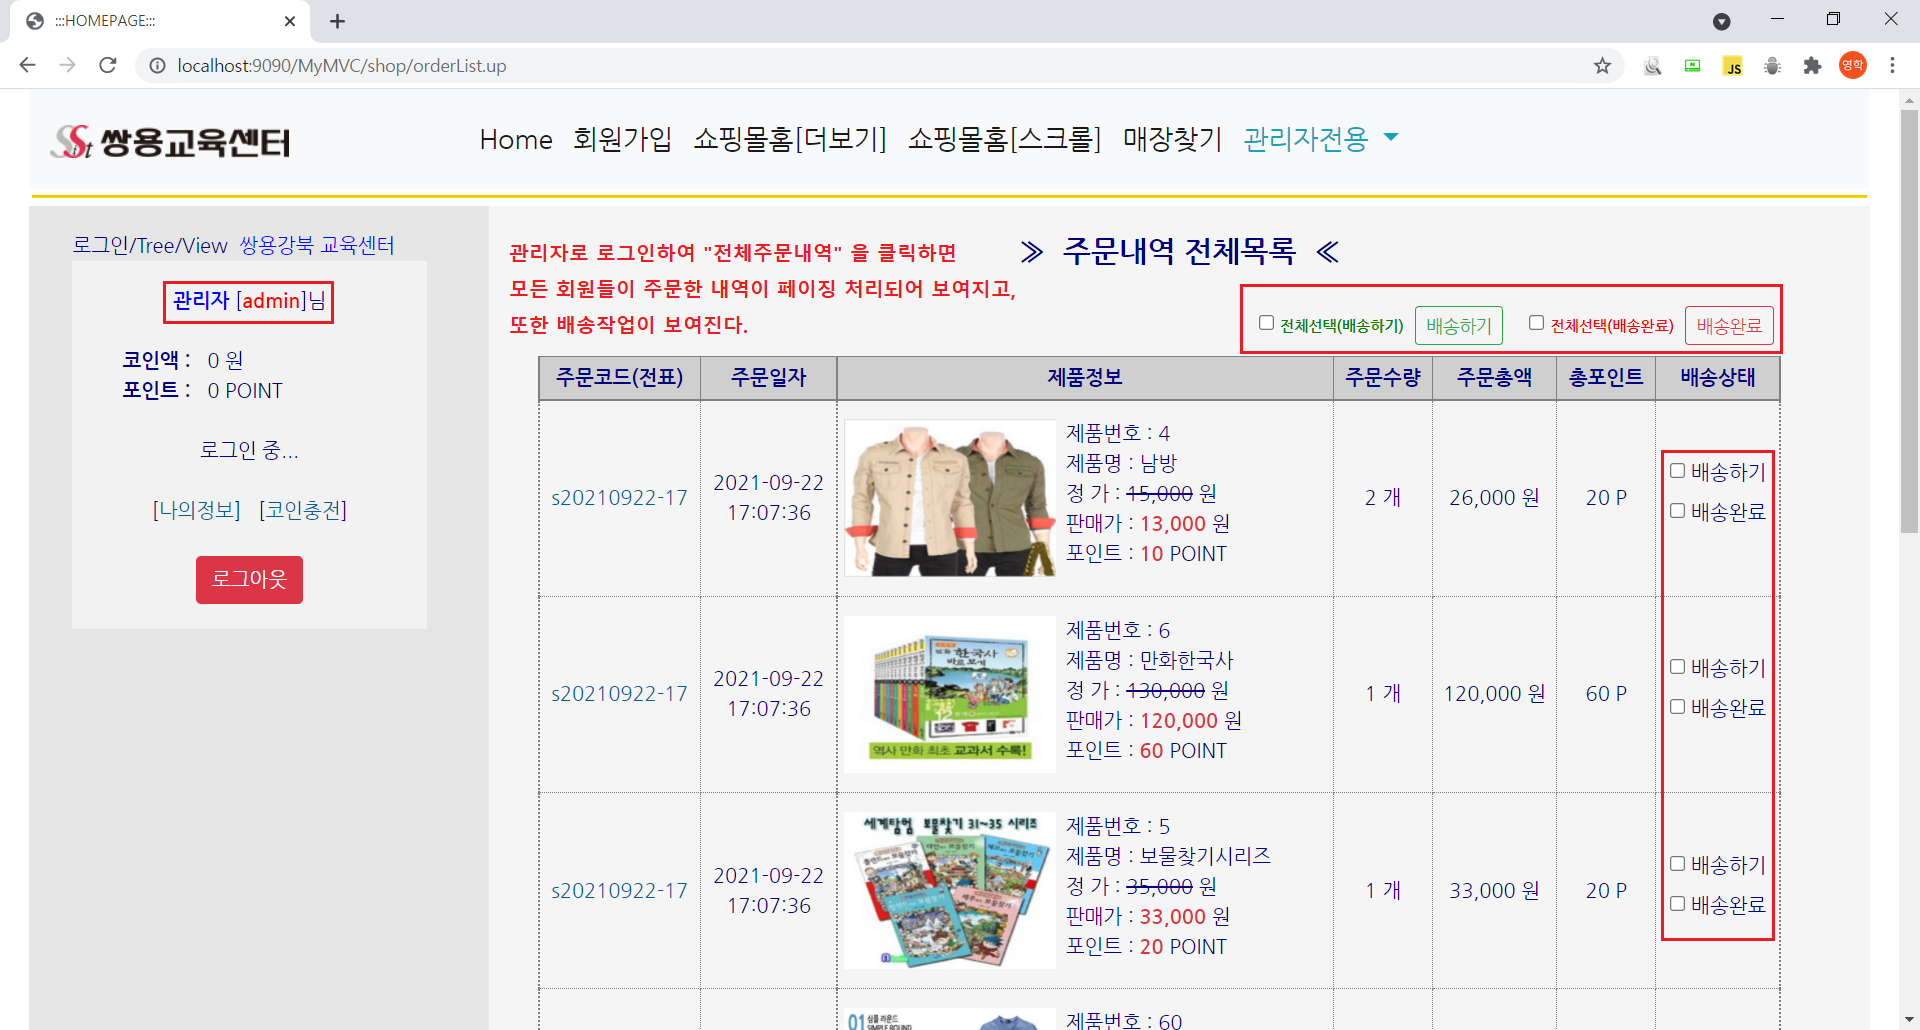 :::HOMEPAGE:::
localhost:9090/MyMVC/shop/orderList.up
JS
영학
SSist 쌍용교육센터
Home 회원가입 쇼핑몰홈[더보기] 쇼핑몰홈[스크롤] 매장찾기 관리자전용
로그인/Tree/View 쌍용강북 교육센터
관리자 [admin]님
코인액 : 0 원
포인트 : 0 POINT
로그인 중...
[나의정보] [코인충전]
로그아웃
관리자로 로그인하여 "전체주문내역" 을 클릭하면
모든 회원들이 주문한 내역이 페이징 처리되어 보여지고,
또한 배송작업이 보여진다.
≫ 주문내역 전체목록 ≪
전체선택(배송하기) 배송하기 전체선택(배송완료) 배송완료
주문코드(전표) 주문일자 제품정보 주문수량 주문총액 총포인트 배송상태
s20210922-17
2021-09-22
17:07:36
제품번호 : 4
제품명 : 남방
정 가 : 15,000 원
판매가 : 13,000 원
포인트 : 10 POINT
2 개
26,000 원
20 P
배송하기
배송완료
s20210922-17
2021-09-22
17:07:36
한국사
바로 보기
12
역사 만화 최초 교과서 수록!
제품번호 : 6
제품명 : 만화한국사
정 가 : 130,000 원
판매가 : 120,000 원
포인트 : 60 POINT
1 개
120,000 원
60 P
배송하기
배송완료
s20210922-17
2021-09-22
17:07:36
세계탐험 보물찾기 31~35 시리즈
제품번호 : 5
제품명 : 보물찾기시리즈
정 가 : 35,000 원
판매가 : 33,000 원
포인트 : 20 POINT
1 개
33,000 원
20 P
배송하기
배송완료
01 심플 라운드
SIMPLE ROUND
제품번호 : 60